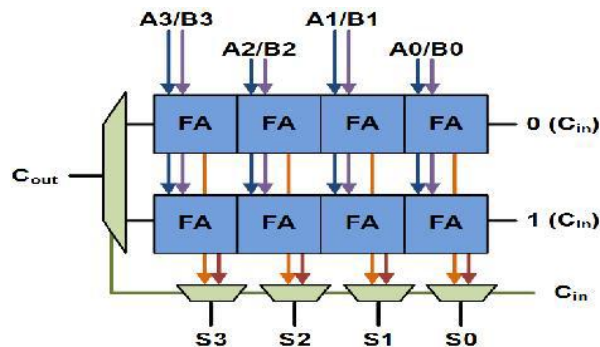 A3/B3 A1/B1
A2/B2 A0/B0
FA FA FA FA 0 (Cin)
Cout
FA FA FA FA 1 (Cin)
Cin
S3 S2 S1 S0